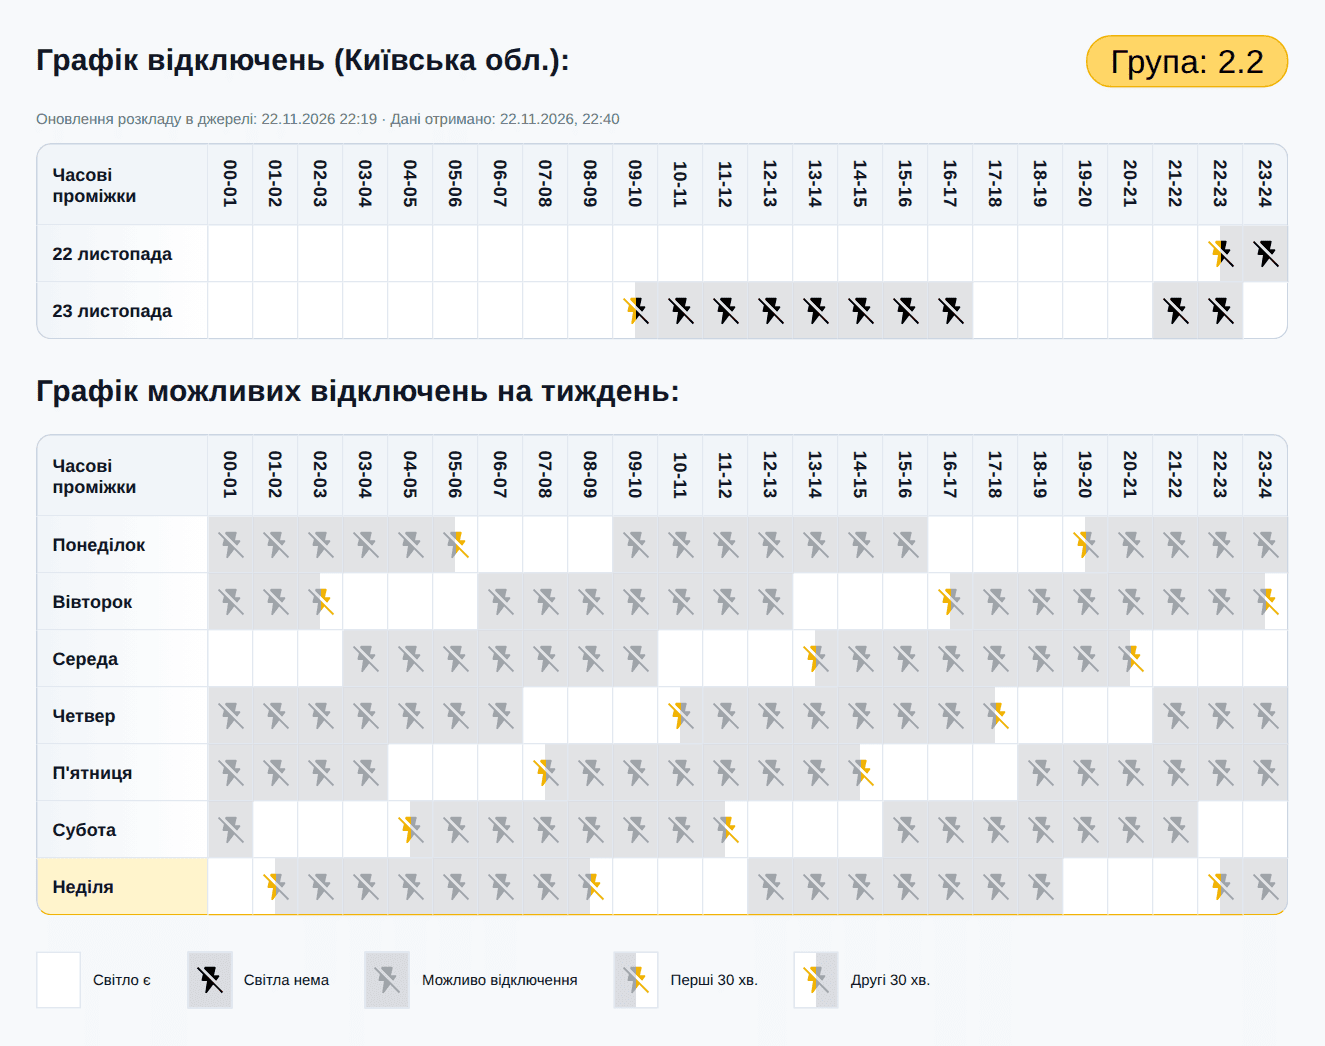 Графік відключень (Київська обл.):
Група: 2.2
Оновлення розкладу в джерелі: 22.11.2026 22:19 · Дані отримано: 22.11.2026, 22:40
Часові проміжки 00-01 01-02 02-03 03-04 04-05 05-06 06-07 07-08 08-09 09-10 10-11 11-12 12-13 13-14 14-15 15-16 16-17 17-18 18-19 19-20 20-21 21-22 22-23 23-24
22 листопада
23 листопада
Графік можливих відключень на тиждень:
Часові проміжки 00-01 01-02 02-03 03-04 04-05 05-06 06-07 07-08 08-09 09-10 10-11 11-12 12-13 13-14 14-15 15-16 16-17 17-18 18-19 19-20 20-21 21-22 22-23 23-24
Понеділок
Вівторок
Середа
Четвер
П'ятниця
Субота
Неділя
Світло є Світла нема Можливо відключення Перші 30 хв. Другі 30 хв.